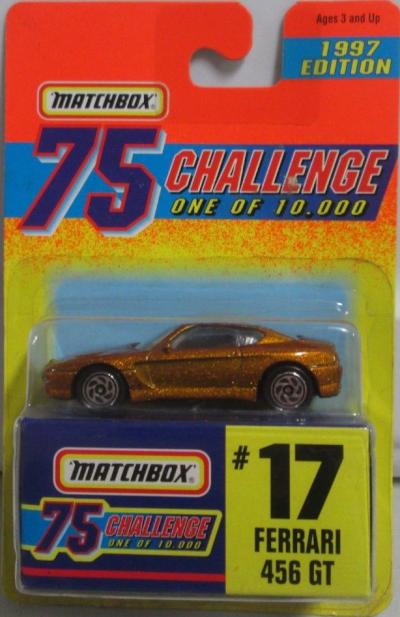 Ages 3 and Up
1997
EDITION
MATCHBOX®
75 CHALLENGE
ONE OF 10.000
MATCHBOX®
75 CHALLENGE
ONE OF 10.000
#17
FERRARI
456 GT